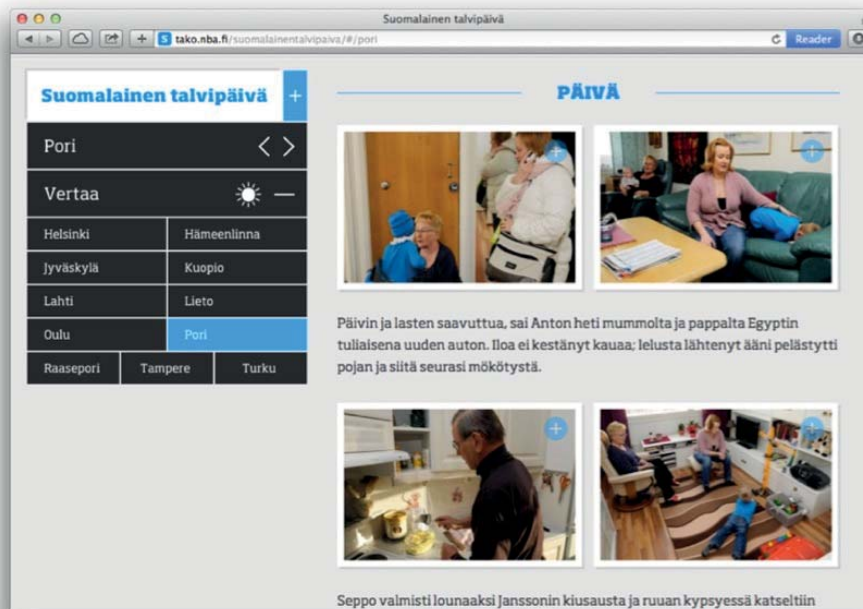 Suomalainen talvipäivä
tako.nba.fi/suomalainentalvipaiva/#/pori
Reader
Suomalainen talvipäivä +
Pori
Vertaa
Helsinki
Hämeenlinna
Jyväskylä
Kuopio
Lahti
Lieto
Oulu
Pori
Raasepori
Tampere
Turku
PÄIVÄ
Päivin ja lasten saavuttua, sai Anton heti mummolta ja pappalta Egyptin
tuliaisena uuden auton. Iloa ei kestänyt kauaa; lelusta lähtenyt ääni pelästytti
pojan ja siitä seurasi mökötystä.
Seppo valmisti lounaaksi Janssonin kiusausta ja ruuan kypsyessä katseltiin